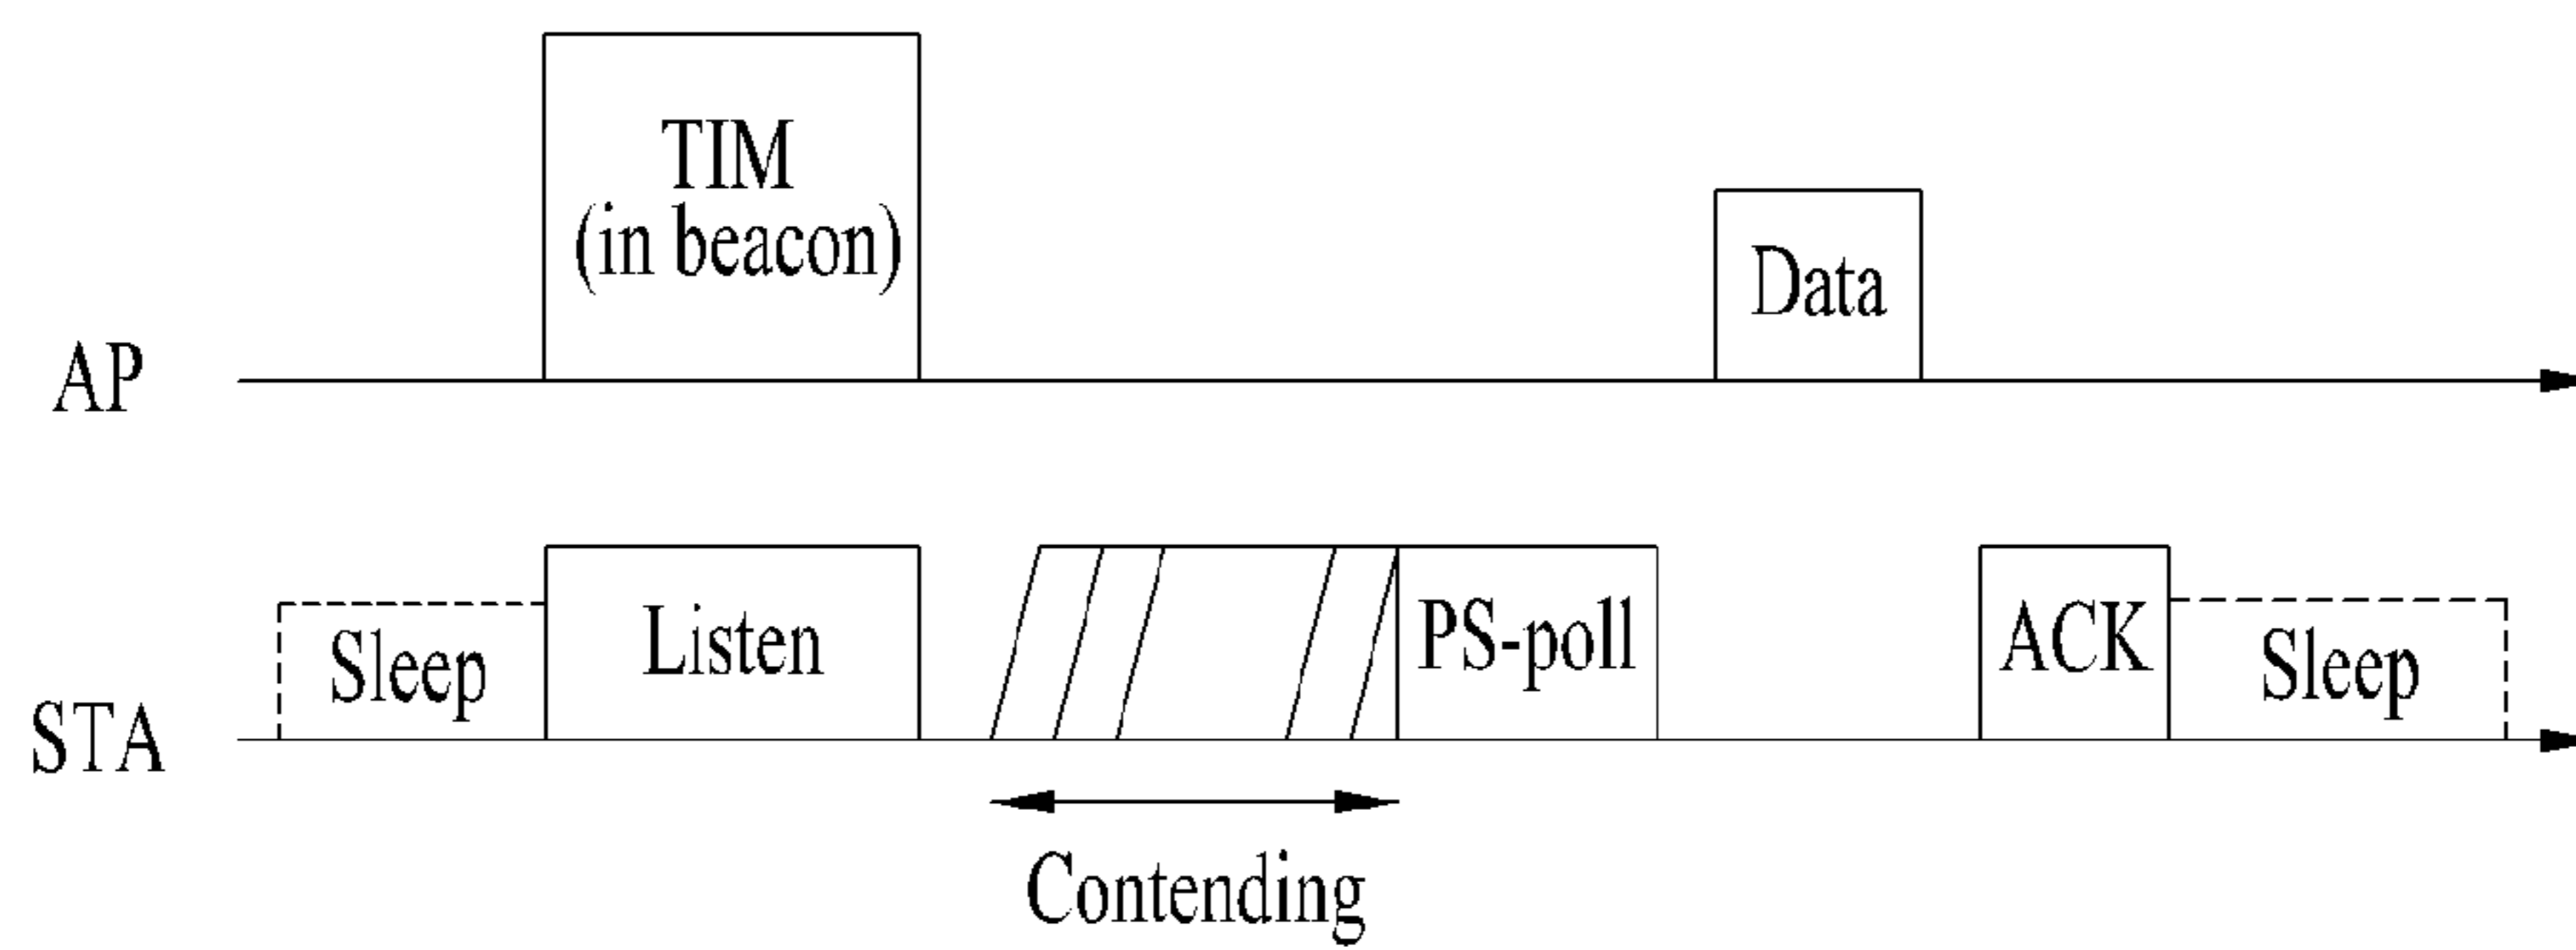 TIM
(in beacon)
Data
AP
Sleep
Listen
PS-poll
ACK
Sleep
STA
Contending